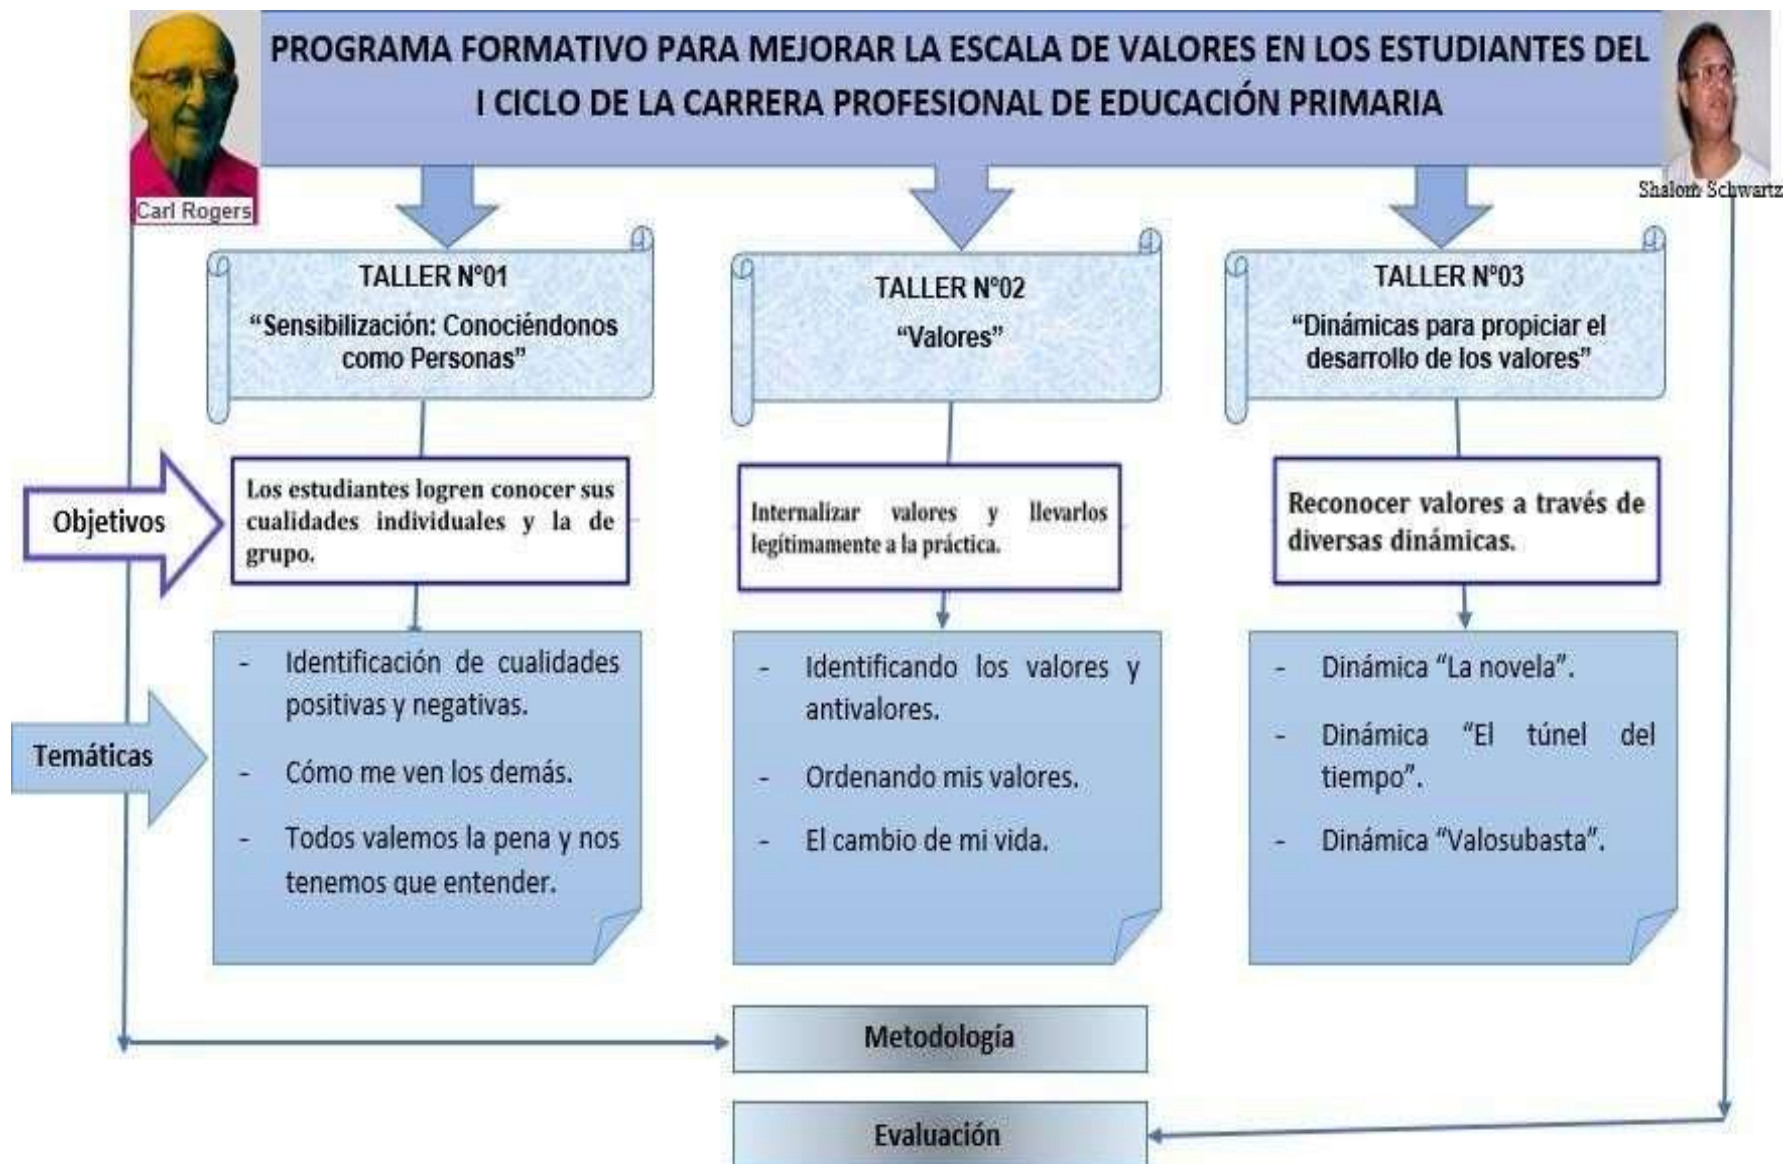 PROGRAMA FORMATIVO PARA MEJORAR LA ESCALA DE VALORES EN LOS ESTUDIANTES DEL
I CICLO DE LA CARRERA PROFESIONAL DE EDUCACIÓN PRIMARIA
Carl Rogers
Shalom Schwartz
TALLER N°01
“Sensibilización: Conociéndonos
como Personas”
TALLER N°02
“Valores”
TALLER N°03
“Dinámicas para propiciar el
desarrollo de los valores”
Objetivos
Los estudiantes logren conocer sus
cualidades individuales y la de
grupo.
Internalizar valores y llevarlos
legítimamente a la práctica.
Reconocer valores a través de
diversas dinámicas.
Temáticas
- Identificación de cualidades
positivas y negativas.
- Cómo me ven los demás.
- Todos valemos la pena y nos
tenemos que entender.
- Identificando los valores y
antivalores.
- Ordenando mis valores.
- El cambio de mi vida.
- Dinámica “La novela”.
- Dinámica “El túnel del
tiempo”.
- Dinámica “Valosubasta”.
Metodología
Evaluación